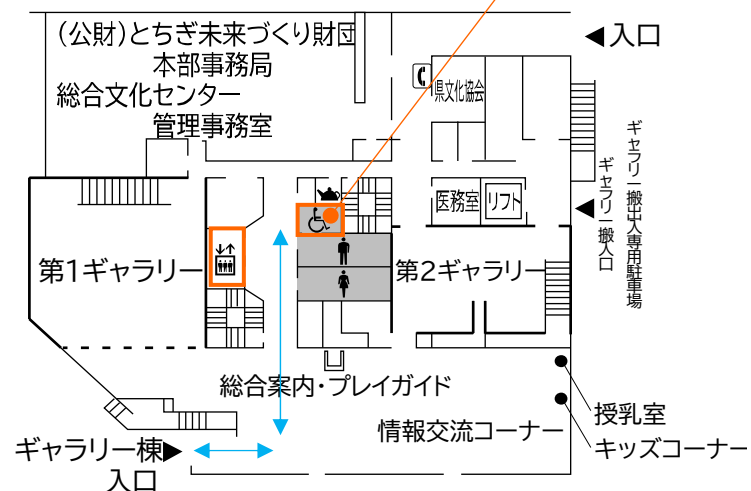 (公財)とちぎ未来づくり財団
本部事務局
総合文化センター
管理事務室
◀入口
県文化協会
ギャラリー搬出入専用駐車場
ギャラリー搬入口
医務室
リフト
第1ギャラリー
第2ギャラリー
総合案内・プレイガイド
情報交流コーナー
授乳室
キッズコーナー
ギャラリー棟▶
入口